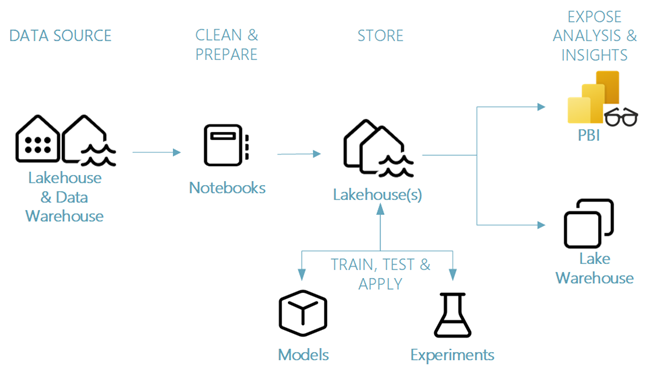 DATA SOURCE
CLEAN &
PREPARE
STORE
EXPOSE
ANALYSIS &
INSIGHTS
Lakehouse
& Data
Warehouse
Notebooks
Lakehouse(s)
PBI
Lake
Warehouse
TRAIN, TEST &
APPLY
Models
Experiments